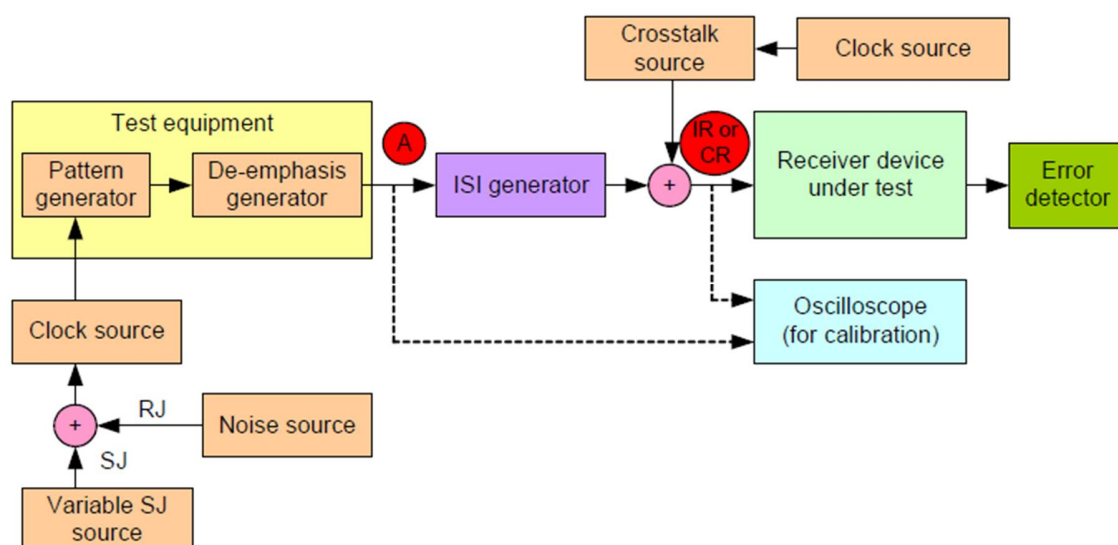 Crosstalk
source
Clock source
Test equipment
Pattern
generator
De-emphasis
generator
A
ISI generator
+
IR or
CR
Receiver device
under test
Error
detector
Clock source
Oscilloscope
(for calibration)
+
RJ
Noise source
SJ
Variable SJ
source